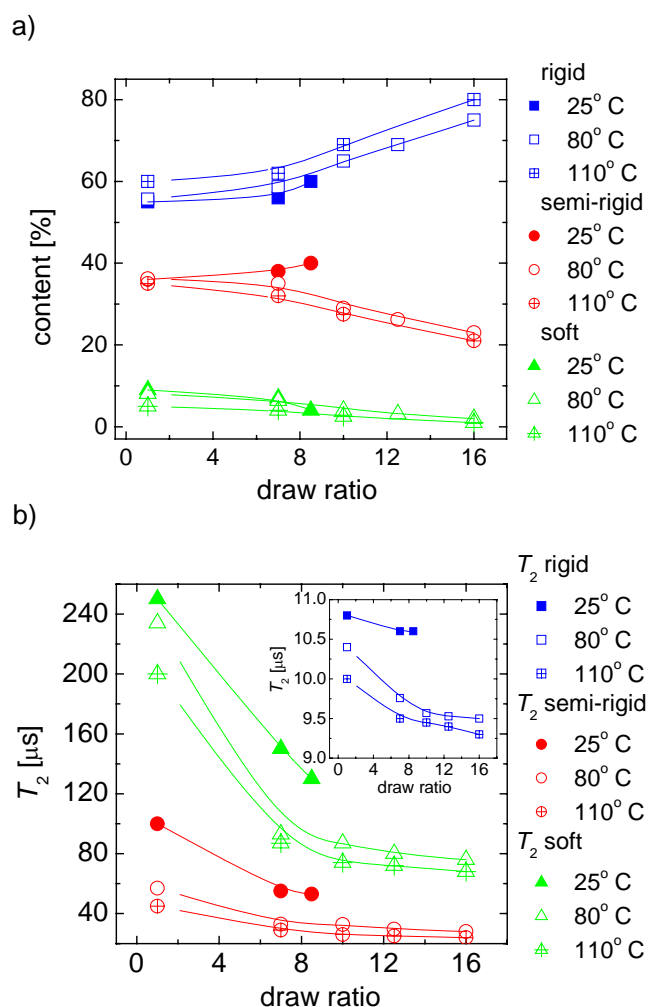 a)
rigid
25° C
80° C
110° C
semi-rigid
25° C
80° C
110° C
soft
25° C
80° C
110° C
content [%]
80
60
40
20
0
0 4 8 12 16
draw ratio
b)
T₂ [μs]
240
200
160
120
80
40
0 4 8 12 16
draw ratio
T₂ [μs]
11.0
10.5
10.0
9.5
9.0
0 4 8 12 16
draw ratio
T₂ rigid
25° C
80° C
110° C
T₂ semi-rigid
25° C
80° C
110° C
T₂ soft
25° C
80° C
110° C